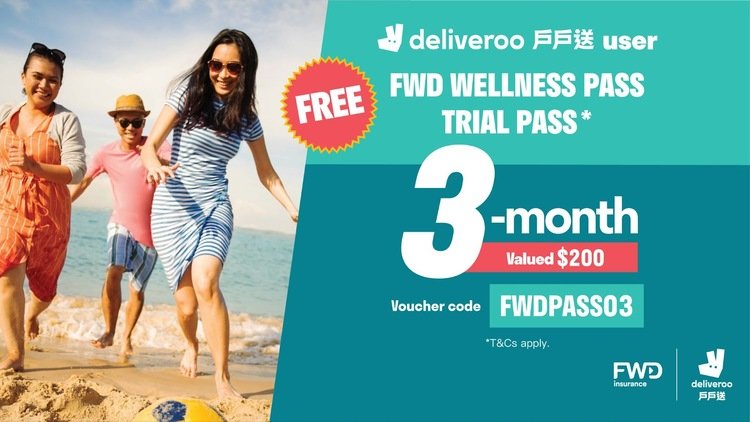 deliveroo 戶戶送 user
FREE
FWD WELLNESS PASS
TRIAL PASS*
3-month
Valued $200
Voucher code FWDPASS03
*T&Cs apply.
FWD
insurance
deliveroo
戶戶送